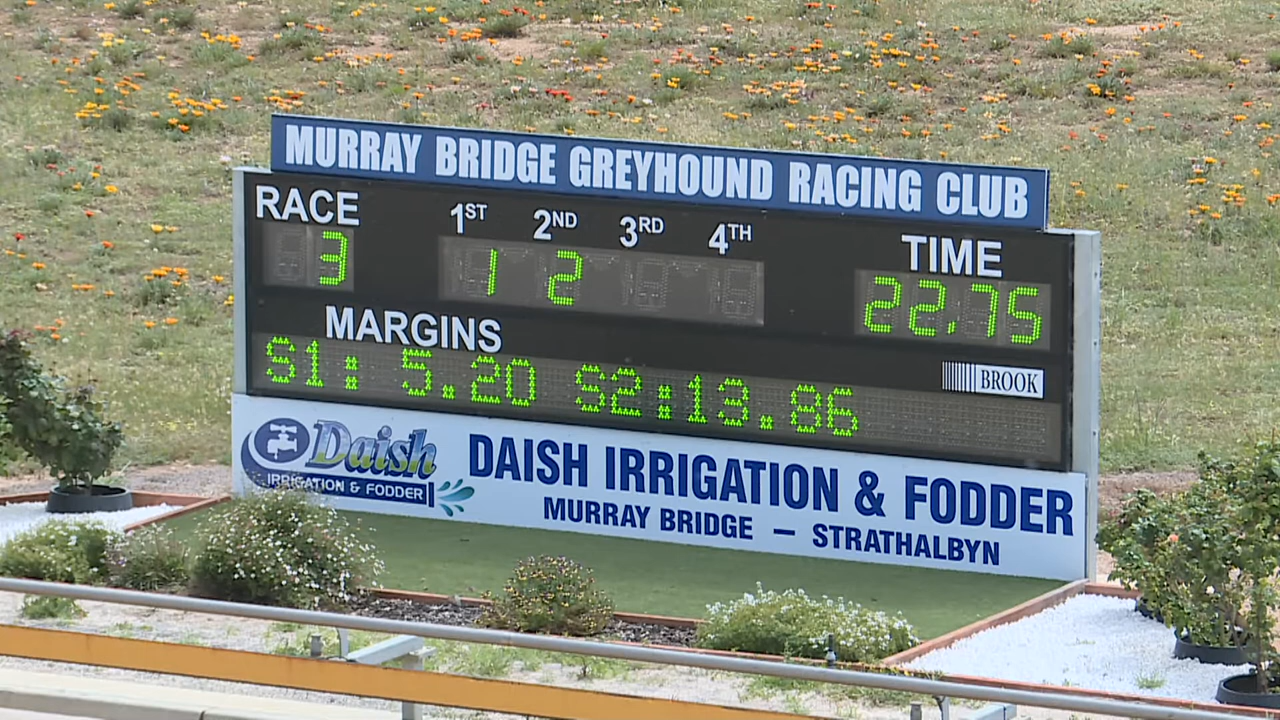 MURRAY BRIDGE GREYHOUND RACING CLUB
RACE 1ST 2ND 3RD 4TH TIME
3 1 2 22.75
MARGINS
BROOK
S1: 5.20 S2:13.86
Daish
IRRIGATION & FODDER
DAISH IRRIGATION & FODDER
MURRAY BRIDGE – STRATHALBYN